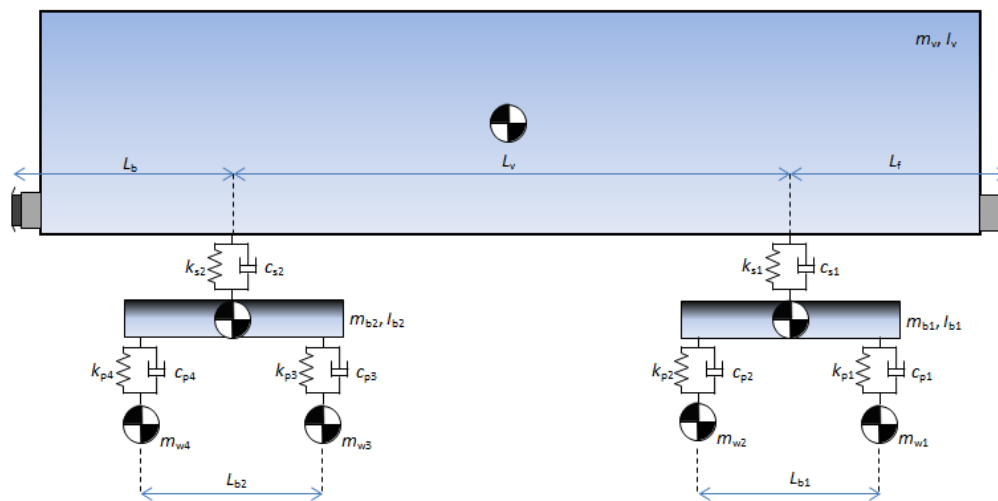 mv, Iv
Lb
Lv
Lf
ks2
cs2
ks1
cs1
mb2, Ib2
mb1, Ib1
kp4
cp4
kp3
cp3
kp2
cp2
kp1
cp1
mw4
mw3
mw2
mw1
Lb2
Lb1